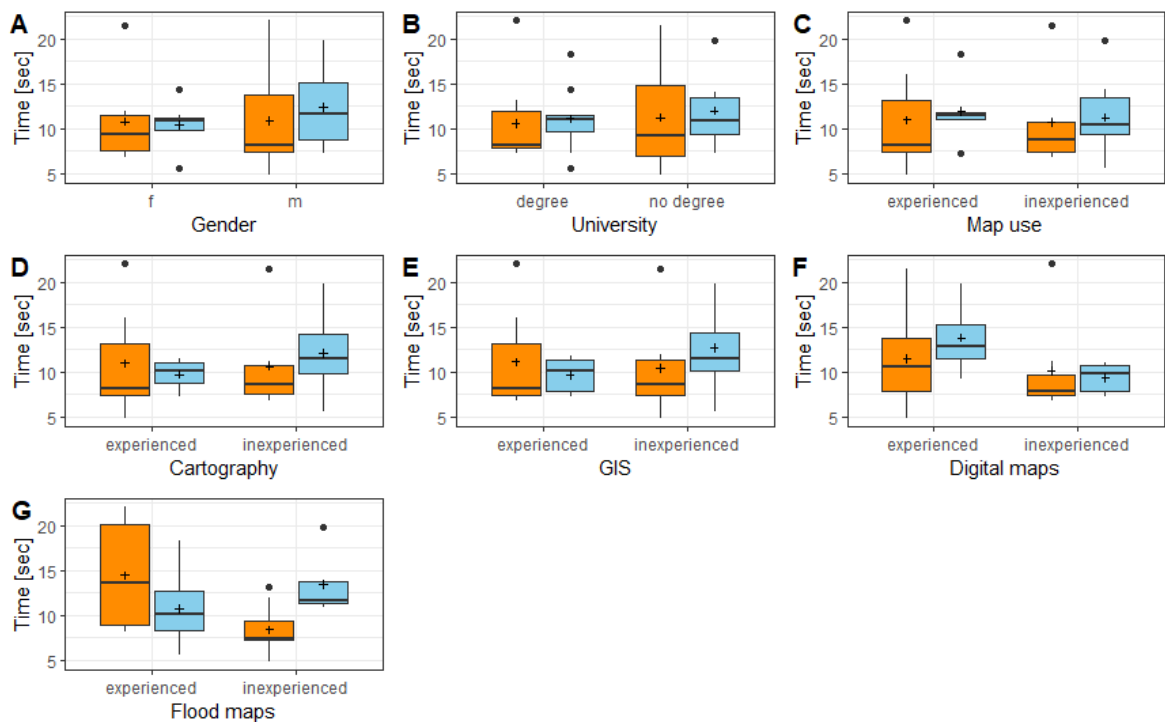 A
B
C
Time [sec]
20
15
10
5
f
m
Gender
Time [sec]
20
15
10
5
degree
no degree
University
Time [sec]
20
15
10
5
experienced
inexperienced
Map use
D
E
F
Time [sec]
20
15
10
5
experienced
inexperienced
Cartography
Time [sec]
20
15
10
5
experienced
inexperienced
GIS
Time [sec]
20
15
10
5
experienced
inexperienced
Digital maps
G
Time [sec]
20
15
10
5
experienced
inexperienced
Flood maps